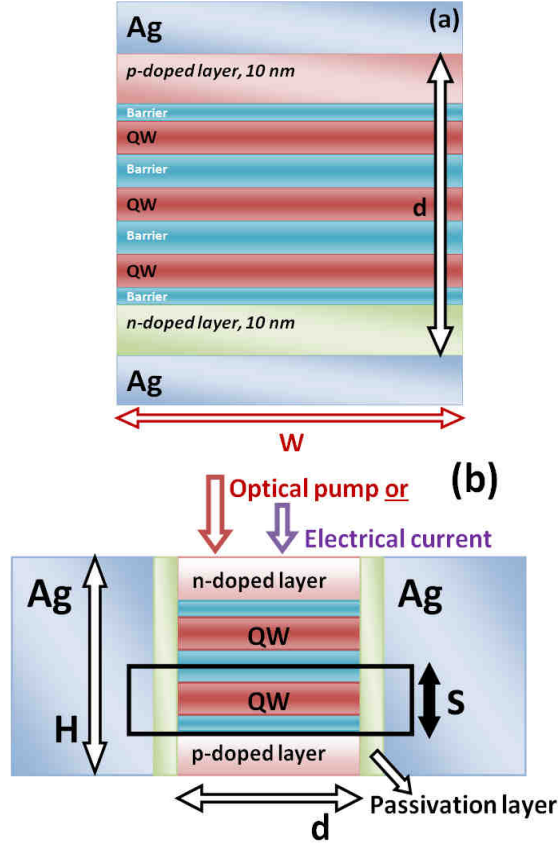 (a)
Ag
p-doped layer, 10 nm
Barrier
QW
Barrier
QW
d
Barrier
QW
Barrier
n-doped layer, 10 nm
Ag
W
(b)
Optical pump or
Electrical current
Ag
n-doped layer
Ag
QW
QW
S
H
p-doped layer
Passivation layer
d